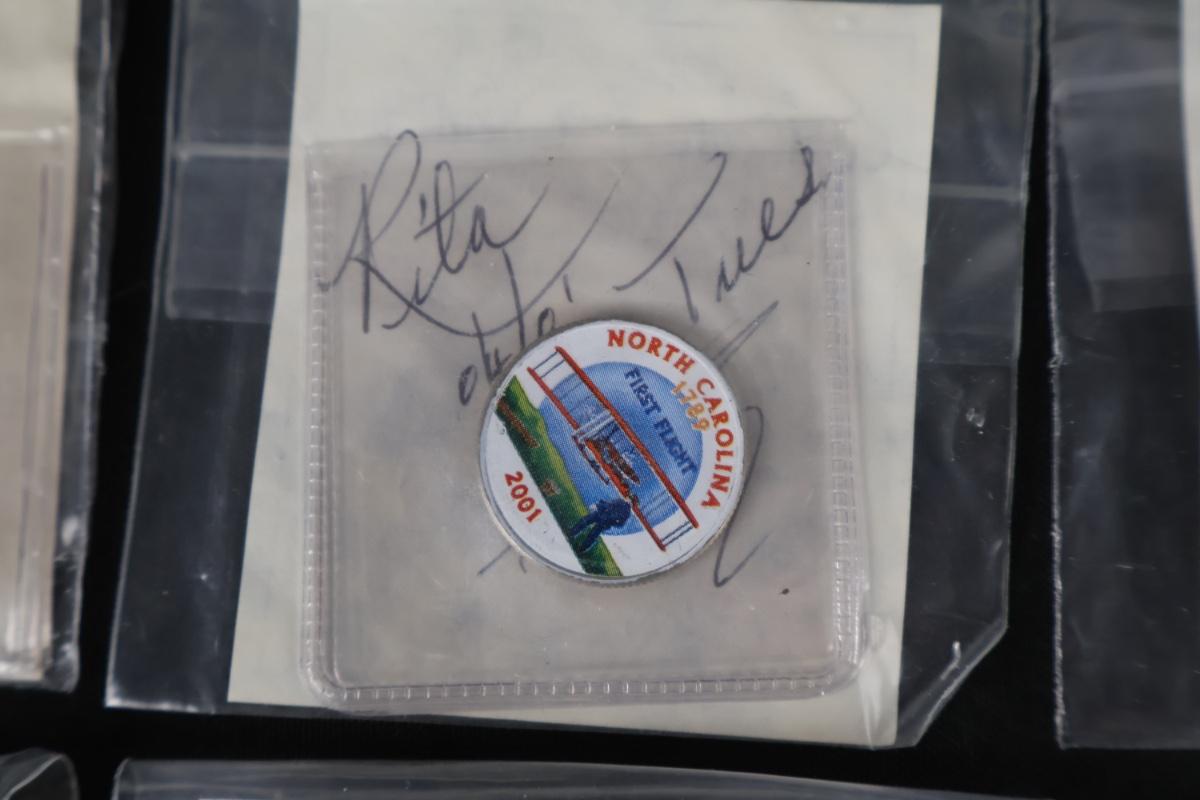 Rita
Tues
NORTH CAROLINA
1789
FIRST FLIGHT
2001